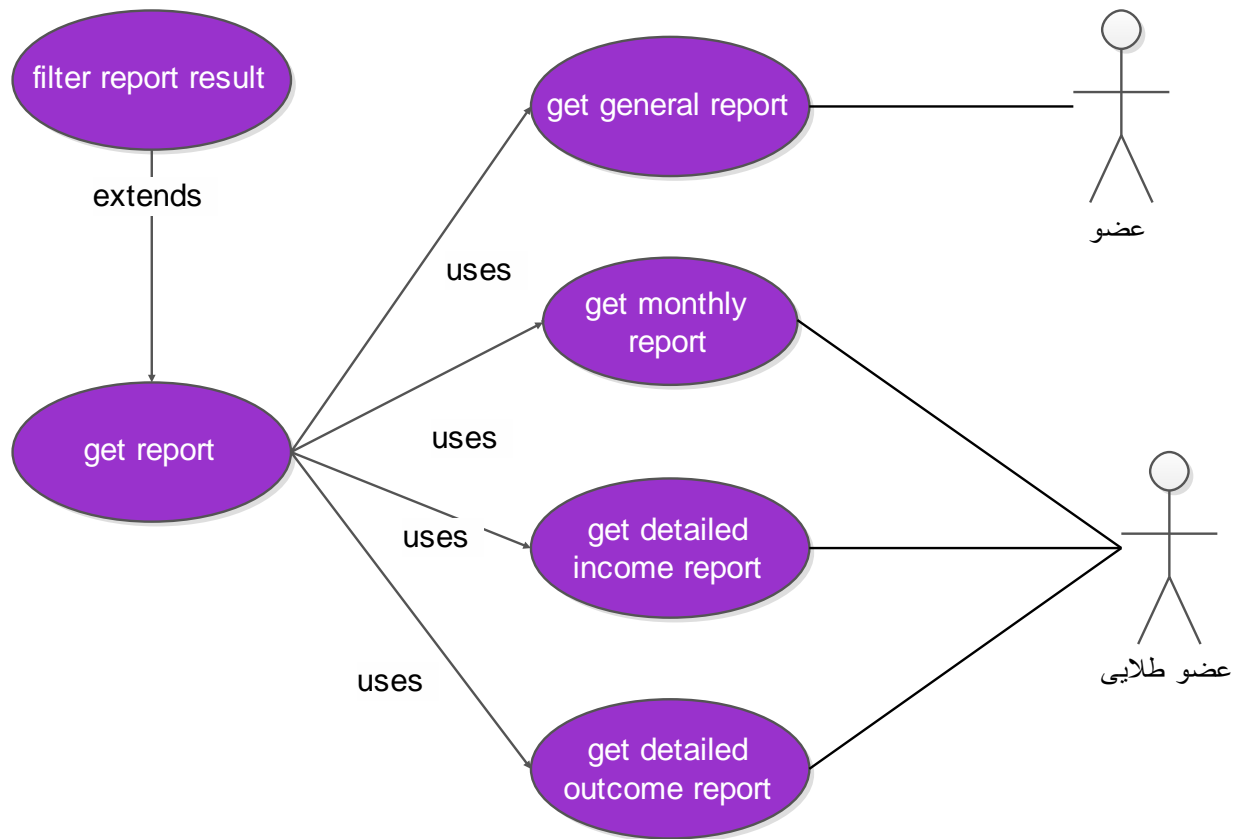 filter report result
get general report
extends
عضو
uses
get monthly
report
get report
uses
uses
get detailed
income report
عضو طلایی
uses
get detailed
outcome report